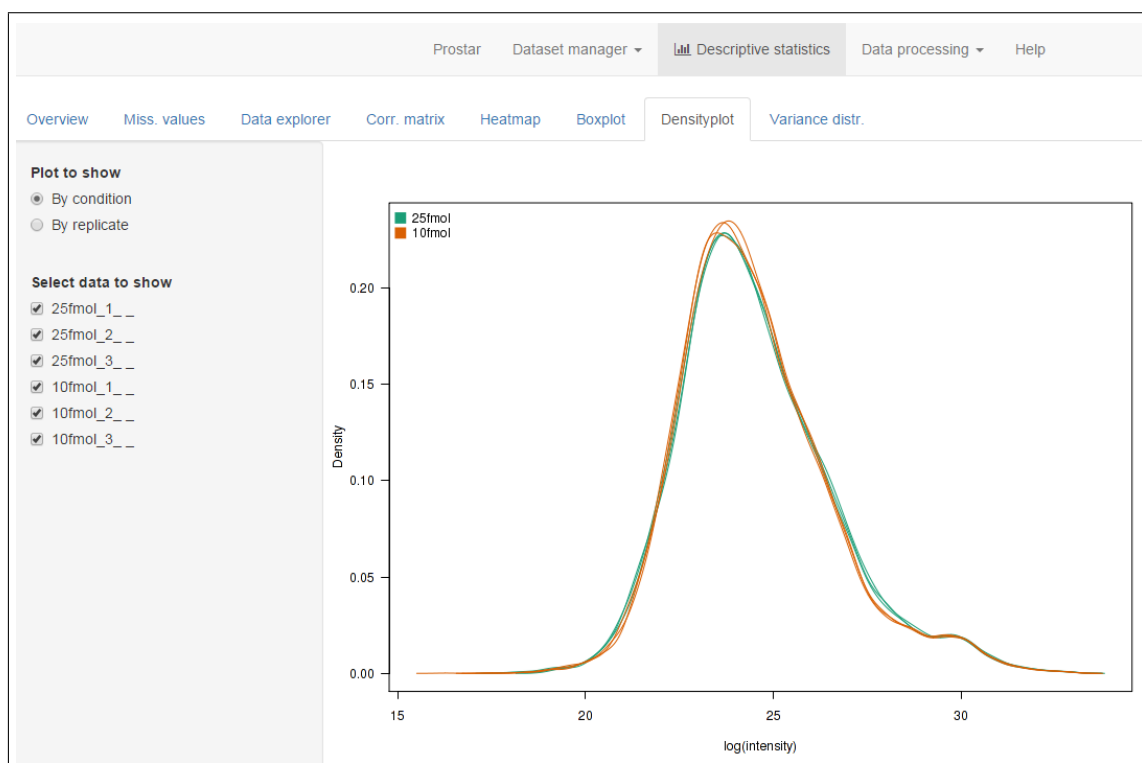 Prostar Dataset manager Descriptive statistics Data processing Help
Overview Miss. values Data explorer Corr. matrix Heatmap Boxplot Densityplot Variance distr.
Plot to show
By condition
By replicate
Select data to show
25fmol_1_ _
25fmol_2_ _
25fmol_3_ _
10fmol_1_ _
10fmol_2_ _
10fmol_3_ _
25fmol
10fmol
0.20
0.15
0.10
0.05
0.00
Density
15 20 25 30
log(intensity)